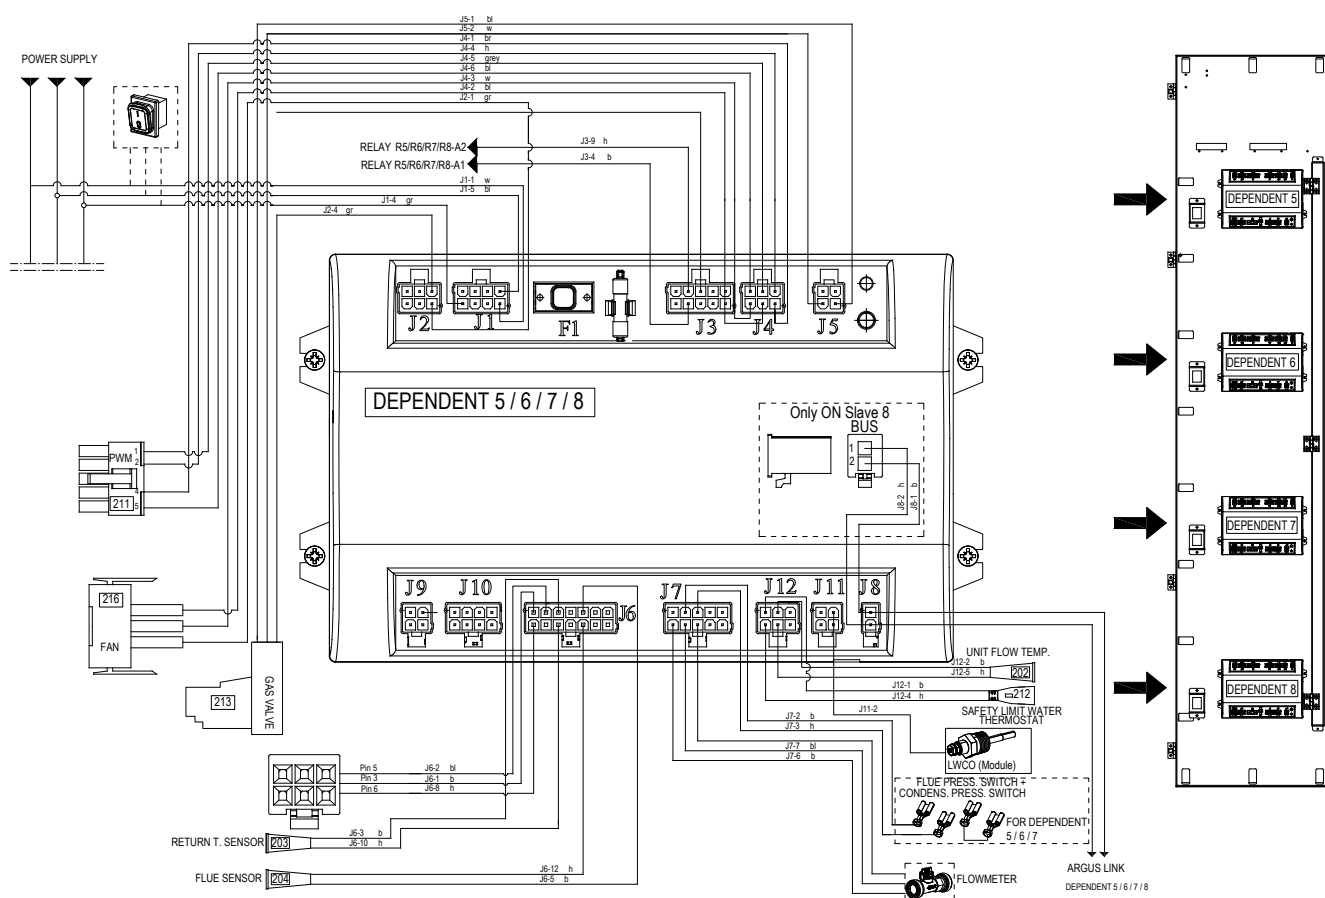 J5-1 bl
J5-2 w
J4-1 br
J4-4 h
J4-5 grey
J4-6 bl
J4-3 w
J4-2 bl
J2-1 gr
POWER SUPPLY
RELAY R5/R6/R7/R8-A2
J3-9 h
RELAY R5/R6/R7/R8-A1
J3-4 b
J1-1 w
J1-5 bl
J1-4 gr
J2-4 gr
J2
J1
F1
J3
J4
J5
DEPENDENT 5 / 6 / 7 / 8
Only ON Slave 8
BUS
1
2
J8-2 h
J8-1 b
PWM
1
2
4
5
211
216
FAN
213
GAS VALVE
J9
J10
J6
J7
J12
J11
J8
UNIT FLOW TEMP.
J12-2 b
J12-5 h
202
J12-1 b
J12-4 h
212
SAFETY LIMIT WATER
THERMOSTAT
J11-2
LWCO (Module)
J7-2 b
J7-3 h
J7-7 bl
J7-6 b
FLUE PRESS. SWITCH +
CONDENS. PRESS. SWITCH
FOR DEPENDENT
5 / 6 / 7
Pin 5 J6-2 bl
Pin 3 J6-1 b
Pin 6 J6-8 h
RETURN T. SENSOR
203
J6-3 b
J6-10 h
FLUE SENSOR
204
J6-12 h
J6-5 b
FLOWMETER
ARGUS LINK
DEPENDENT 5 / 6 / 7 / 8
DEPENDENT 5
DEPENDENT 6
DEPENDENT 7
DEPENDENT 8